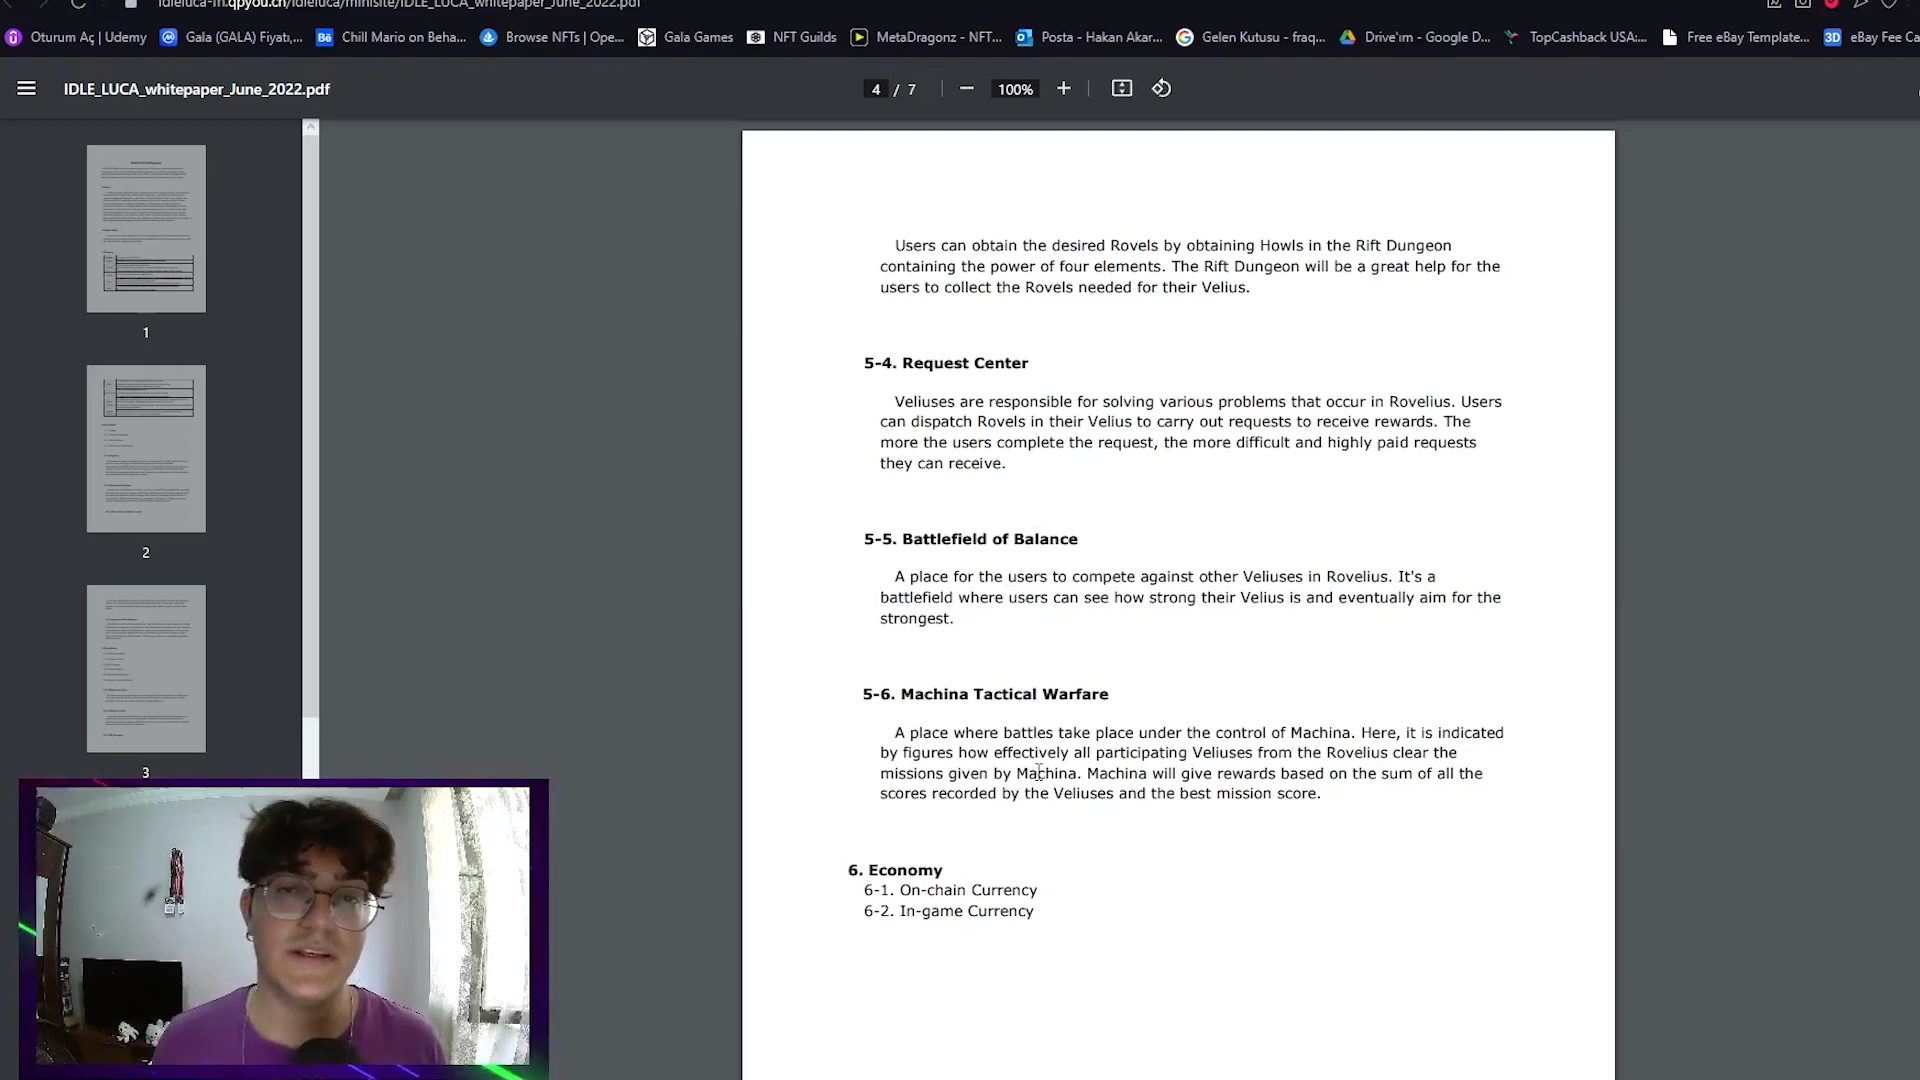 idleluca-fn.qpyou.cn/idleluca/minisite/IDLE_LUCA_whitepaper_June_2022.pdf
Oturum Aç | Udemy
Gala (GALA) Fiyatı,...
Chill Mario on Beha...
Browse NFTs | Ope...
Gala Games
NFT Guilds
MetaDragonz - NFT...
Posta - Hakan Akar...
Gelen Kutusu - fraq...
Drive'ım - Google D...
TopCashback USA:...
Free eBay Template...
eBay Fee Ca
IDLE_LUCA_whitepaper_June_2022.pdf
4 / 7
100%
1
2
3
Users can obtain the desired Rovels by obtaining Howls in the Rift Dungeon
containing the power of four elements. The Rift Dungeon will be a great help for the
users to collect the Rovels needed for their Velius.
5-4. Request Center
Veliuses are responsible for solving various problems that occur in Rovelius. Users
can dispatch Rovels in their Velius to carry out requests to receive rewards. The
more the users complete the request, the more difficult and highly paid requests
they can receive.
5-5. Battlefield of Balance
A place for the users to compete against other Veliuses in Rovelius. It's a
battlefield where users can see how strong their Velius is and eventually aim for the
strongest.
5-6. Machina Tactical Warfare
A place where battles take place under the control of Machina. Here, it is indicated
by figures how effectively all participating Veliuses from the Rovelius clear the
missions given by Machina. Machina will give rewards based on the sum of all the
scores recorded by the Veliuses and the best mission score.
6. Economy
6-1. On-chain Currency
6-2. In-game Currency